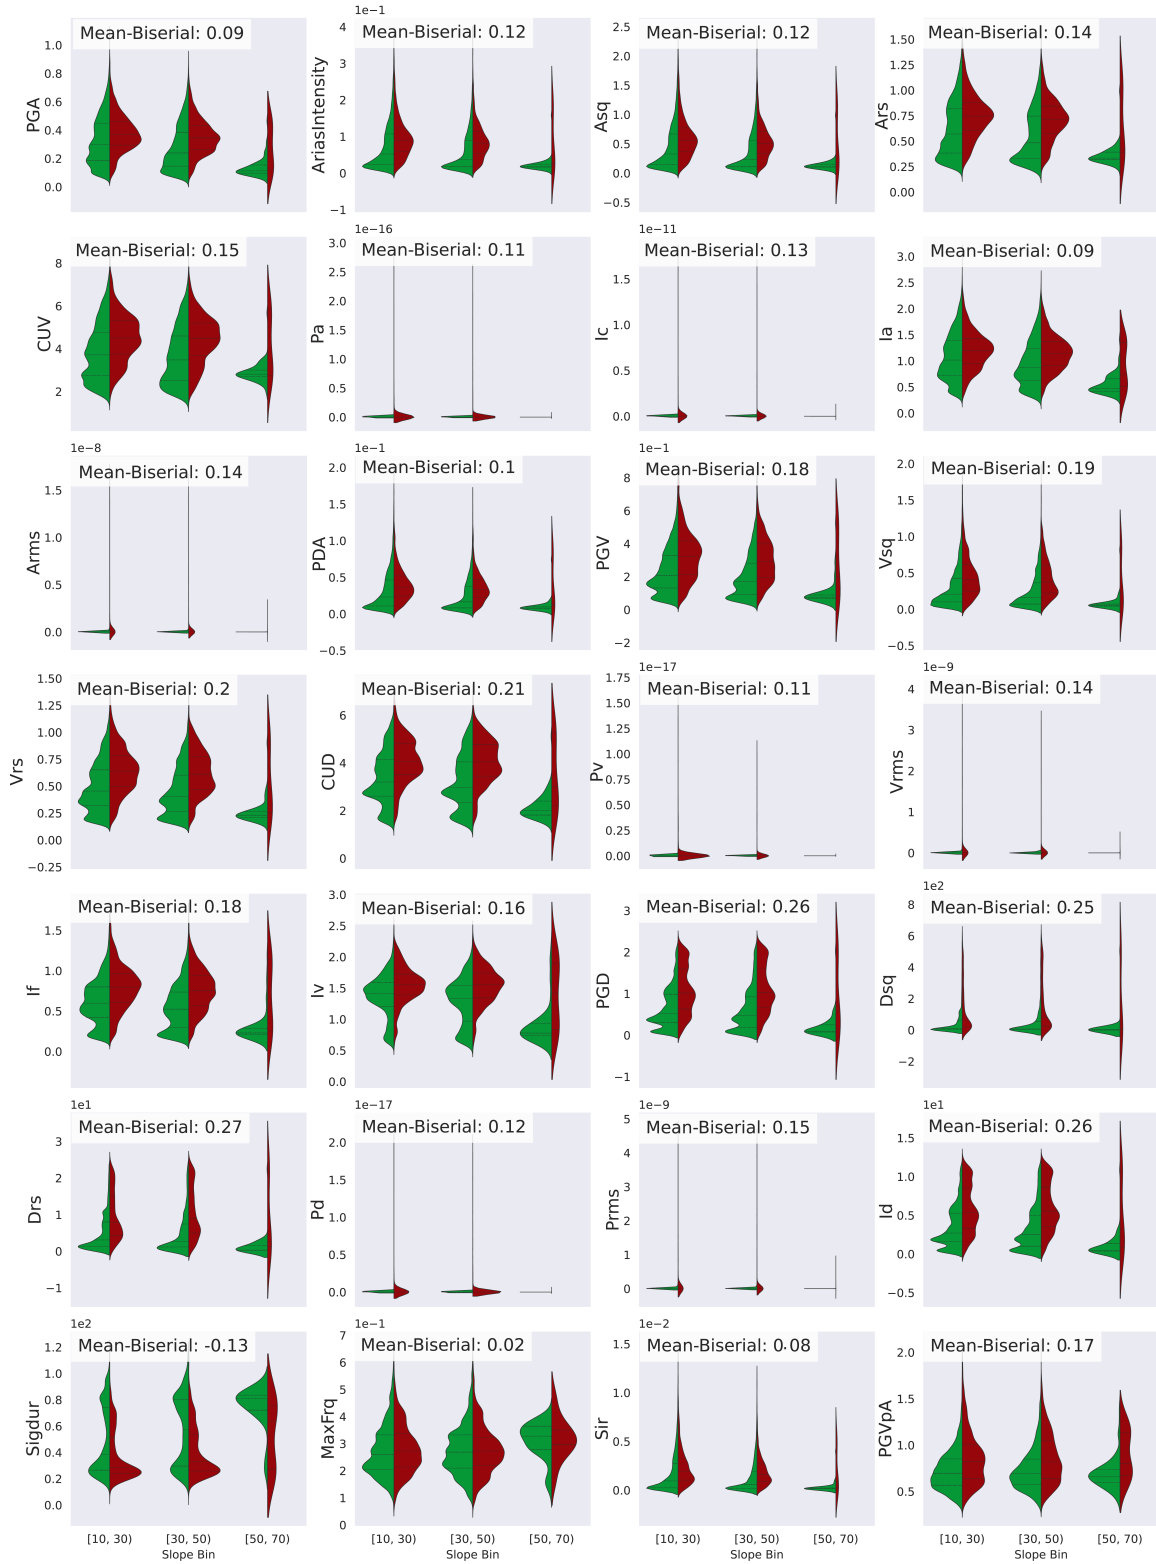 Mean-Biserial: 0.09
PGA
1.0
0.8
0.6
0.4
0.2
0.0
1e−1
Mean-Biserial: 0.12
AriasIntensity
4
3
2
1
0
−1
Mean-Biserial: 0.12
Asq
2.5
2.0
1.5
1.0
0.5
0.0
−0.5
Mean-Biserial: 0.14
Ars
1.50
1.25
1.00
0.75
0.50
0.25
0.00
Mean-Biserial: 0.15
CUV
8
6
4
2
1e−16
Mean-Biserial: 0.11
Pa
3.0
2.5
2.0
1.5
1.0
0.5
0.0
1e−11
Mean-Biserial: 0.13
Ic
1.5
1.0
0.5
0.0
Mean-Biserial: 0.09
Ia
3.0
2.5
2.0
1.5
1.0
0.5
0.0
1e−8
Mean-Biserial: 0.14
Arms
1.5
1.0
0.5
0.0
1e−1
Mean-Biserial: 0.1
PDA
2.0
1.5
1.0
0.5
0.0
−0.5
1e−1
Mean-Biserial: 0.18
PGV
8
6
4
2
0
−2
Mean-Biserial: 0.19
Vsq
2.0
1.5
1.0
0.5
0.0
−0.5
Mean-Biserial: 0.2
Vrs
1.50
1.25
1.00
0.75
0.50
0.25
0.00
−0.25
Mean-Biserial: 0.21
CUD
6
4
2
0
1e−17
Mean-Biserial: 0.11
Pv
1.75
1.50
1.25
1.00
0.75
0.50
0.25
0.00
1e−9
Mean-Biserial: 0.14
Vrms
4
3
2
1
0
Mean-Biserial: 0.18
If
1.5
1.0
0.5
0.0
Mean-Biserial: 0.16
Iv
3.0
2.5
2.0
1.5
1.0
0.5
0.0
Mean-Biserial: 0.26
PGD
3
2
1
0
−1
1e2
Mean-Biserial: 0.25
Dsq
8
6
4
2
0
−2
1e1
Mean-Biserial: 0.27
Drs
3
2
1
0
−1
1e−17
Mean-Biserial: 0.12
Pd
2.0
1.5
1.0
0.5
0.0
1e−9
Mean-Biserial: 0.15
Prms
5
4
3
2
1
0
1e1
Mean-Biserial: 0.26
Id
1.5
1.0
0.5
0.0
−0.5
1e2
Mean-Biserial: -0.13
Sigdur
1.2
1.0
0.8
0.6
0.4
0.2
0.0
[10, 30)
[30, 50)
[50, 70)
Slope Bin
1e−1
Mean-Biserial: 0.02
MaxFrq
7
6
5
4
3
2
1
0
[10, 30)
[30, 50)
[50, 70)
Slope Bin
1e−2
Mean-Biserial: 0.08
Sir
1.5
1.0
0.5
0.0
[10, 30)
[30, 50)
[50, 70)
Slope Bin
Mean-Biserial: 0.17
PGVpA
2.0
1.5
1.0
0.5
[10, 30)
[30, 50)
[50, 70)
Slope Bin